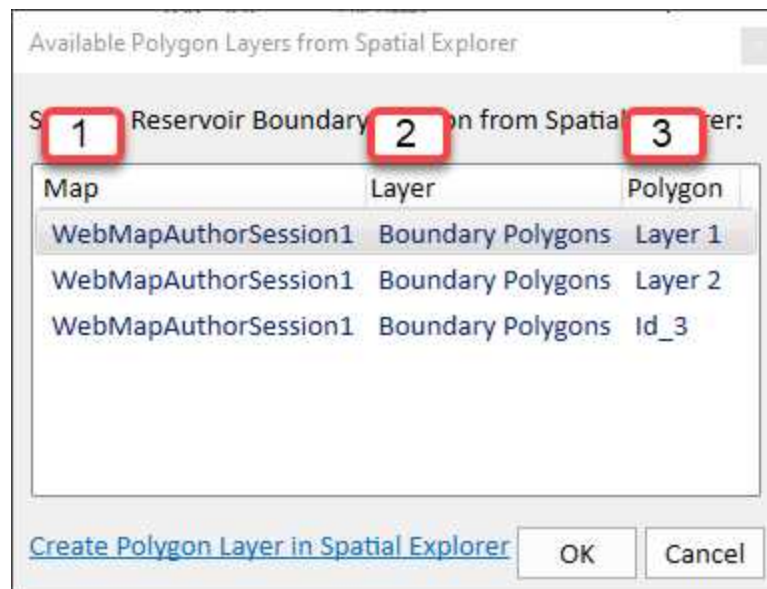 Available Polygon Layers from Spatial Explorer
Reservoir Boundary from Spatial
1 2 3
Map Layer Polygon
WebMapAuthorSession1 Boundary Polygons Layer 1
WebMapAuthorSession1 Boundary Polygons Layer 2
WebMapAuthorSession1 Boundary Polygons Id_3
Create Polygon Layer in Spatial Explorer OK Cancel